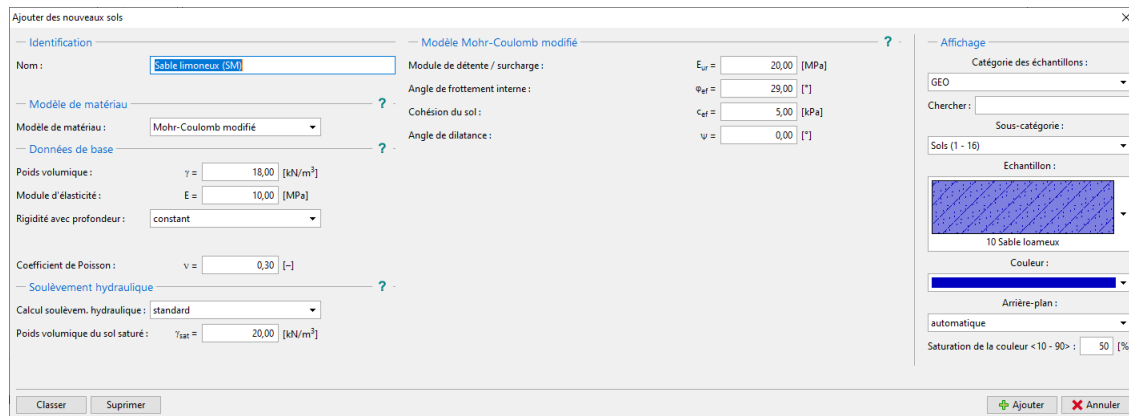 Ajouter des nouveaux sols
Identification
Nom :
Sable limoneux (SM)
Modèle de matériau
?
Modèle de matériau :
Mohr-Coulomb modifié
Données de base
?
Poids volumique :
γ =
18,00
[kN/m³]
Module d'élasticité :
E =
10,00
[MPa]
Rigidité avec profondeur :
constant
Coefficient de Poisson :
ν =
0,30
[–]
Soulèvement hydraulique
?
Calcul soulèvem. hydraulique :
standard
Poids volumique du sol saturé :
γsat =
20,00
[kN/m³]
Modèle Mohr-Coulomb modifié
?
Module de détente / surcharge :
Eur =
20,00
[MPa]
Angle de frottement interne :
φef =
29,00
[°]
Cohésion du sol :
cef =
5,00
[kPa]
Angle de dilatance :
ψ =
0,00
[°]
Affichage
Catégorie des échantillons :
GEO
Chercher :
Sous-catégorie :
Sols (1 - 16)
Echantillon :
10 Sable loameux
Couleur :
Arrière-plan :
automatique
Saturation de la couleur <10 - 90> :
50
[%
Classer
Suprimer
Ajouter
Annuler